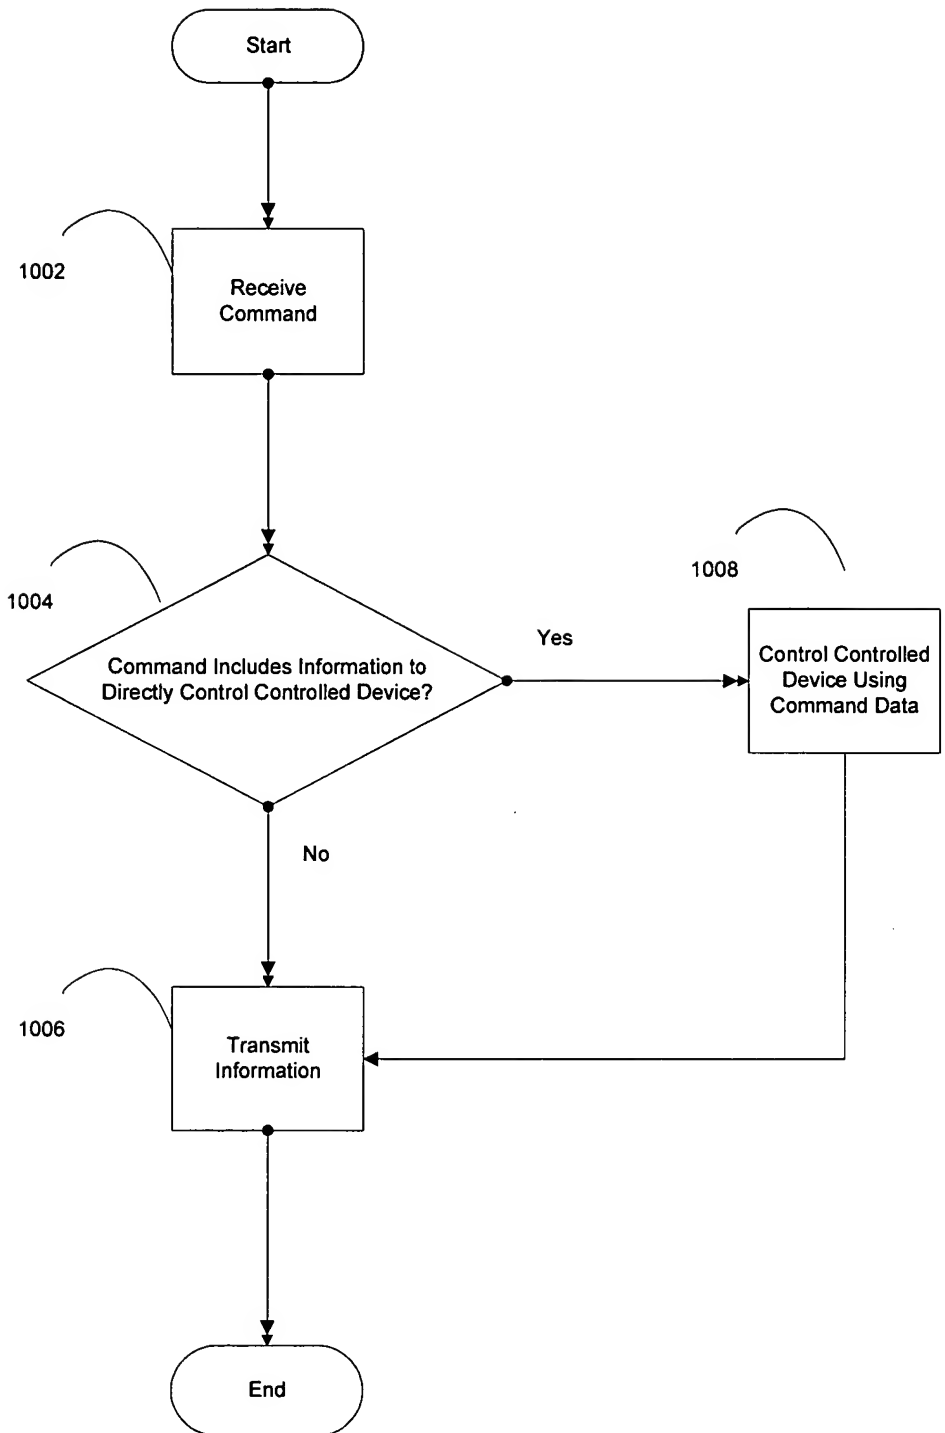 Start
1002
Receive
Command
1004
Command Includes Information to
Directly Control Controlled Device?
Yes
1008
Control Controlled
Device Using
Command Data
No
1006
Transmit
Information
End